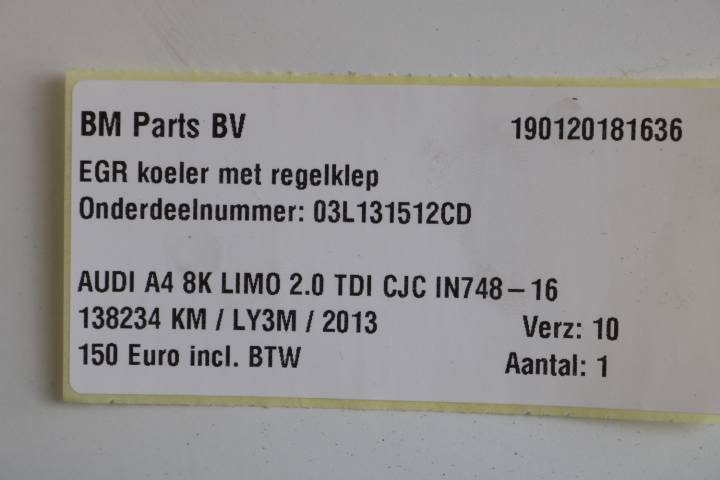 BM Parts BV 190120181636
EGR koeler met regelklep
Onderdeelnummer: 03L131512CD
AUDI A4 8K LIMO 2.0 TDI CJC IN748-16
138234 KM / LY3M / 2013 Verz: 10
150 Euro incl. BTW Aantal: 1